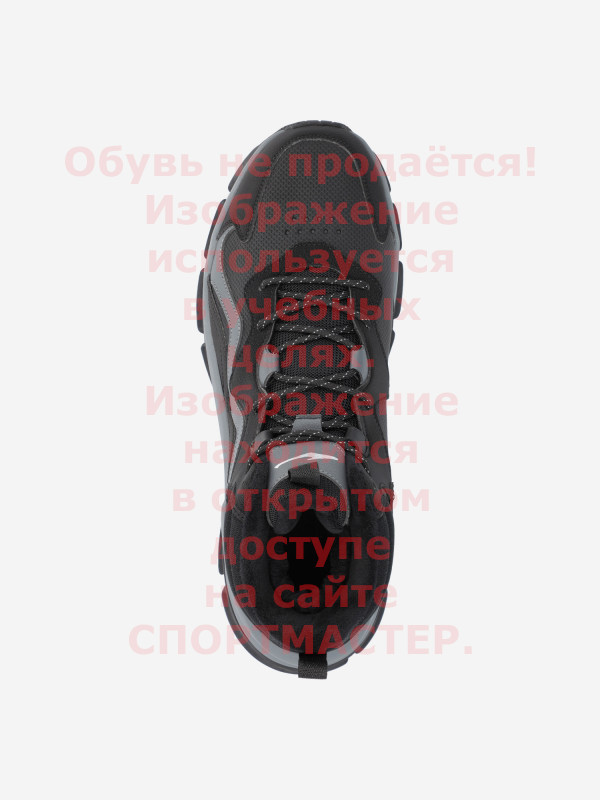 Обувь не продаётся!
Изображение
используется
в учебных
целях.
Изображение
находится
в открытом
доступе
на сайте
СПОРТМАСТЕР.